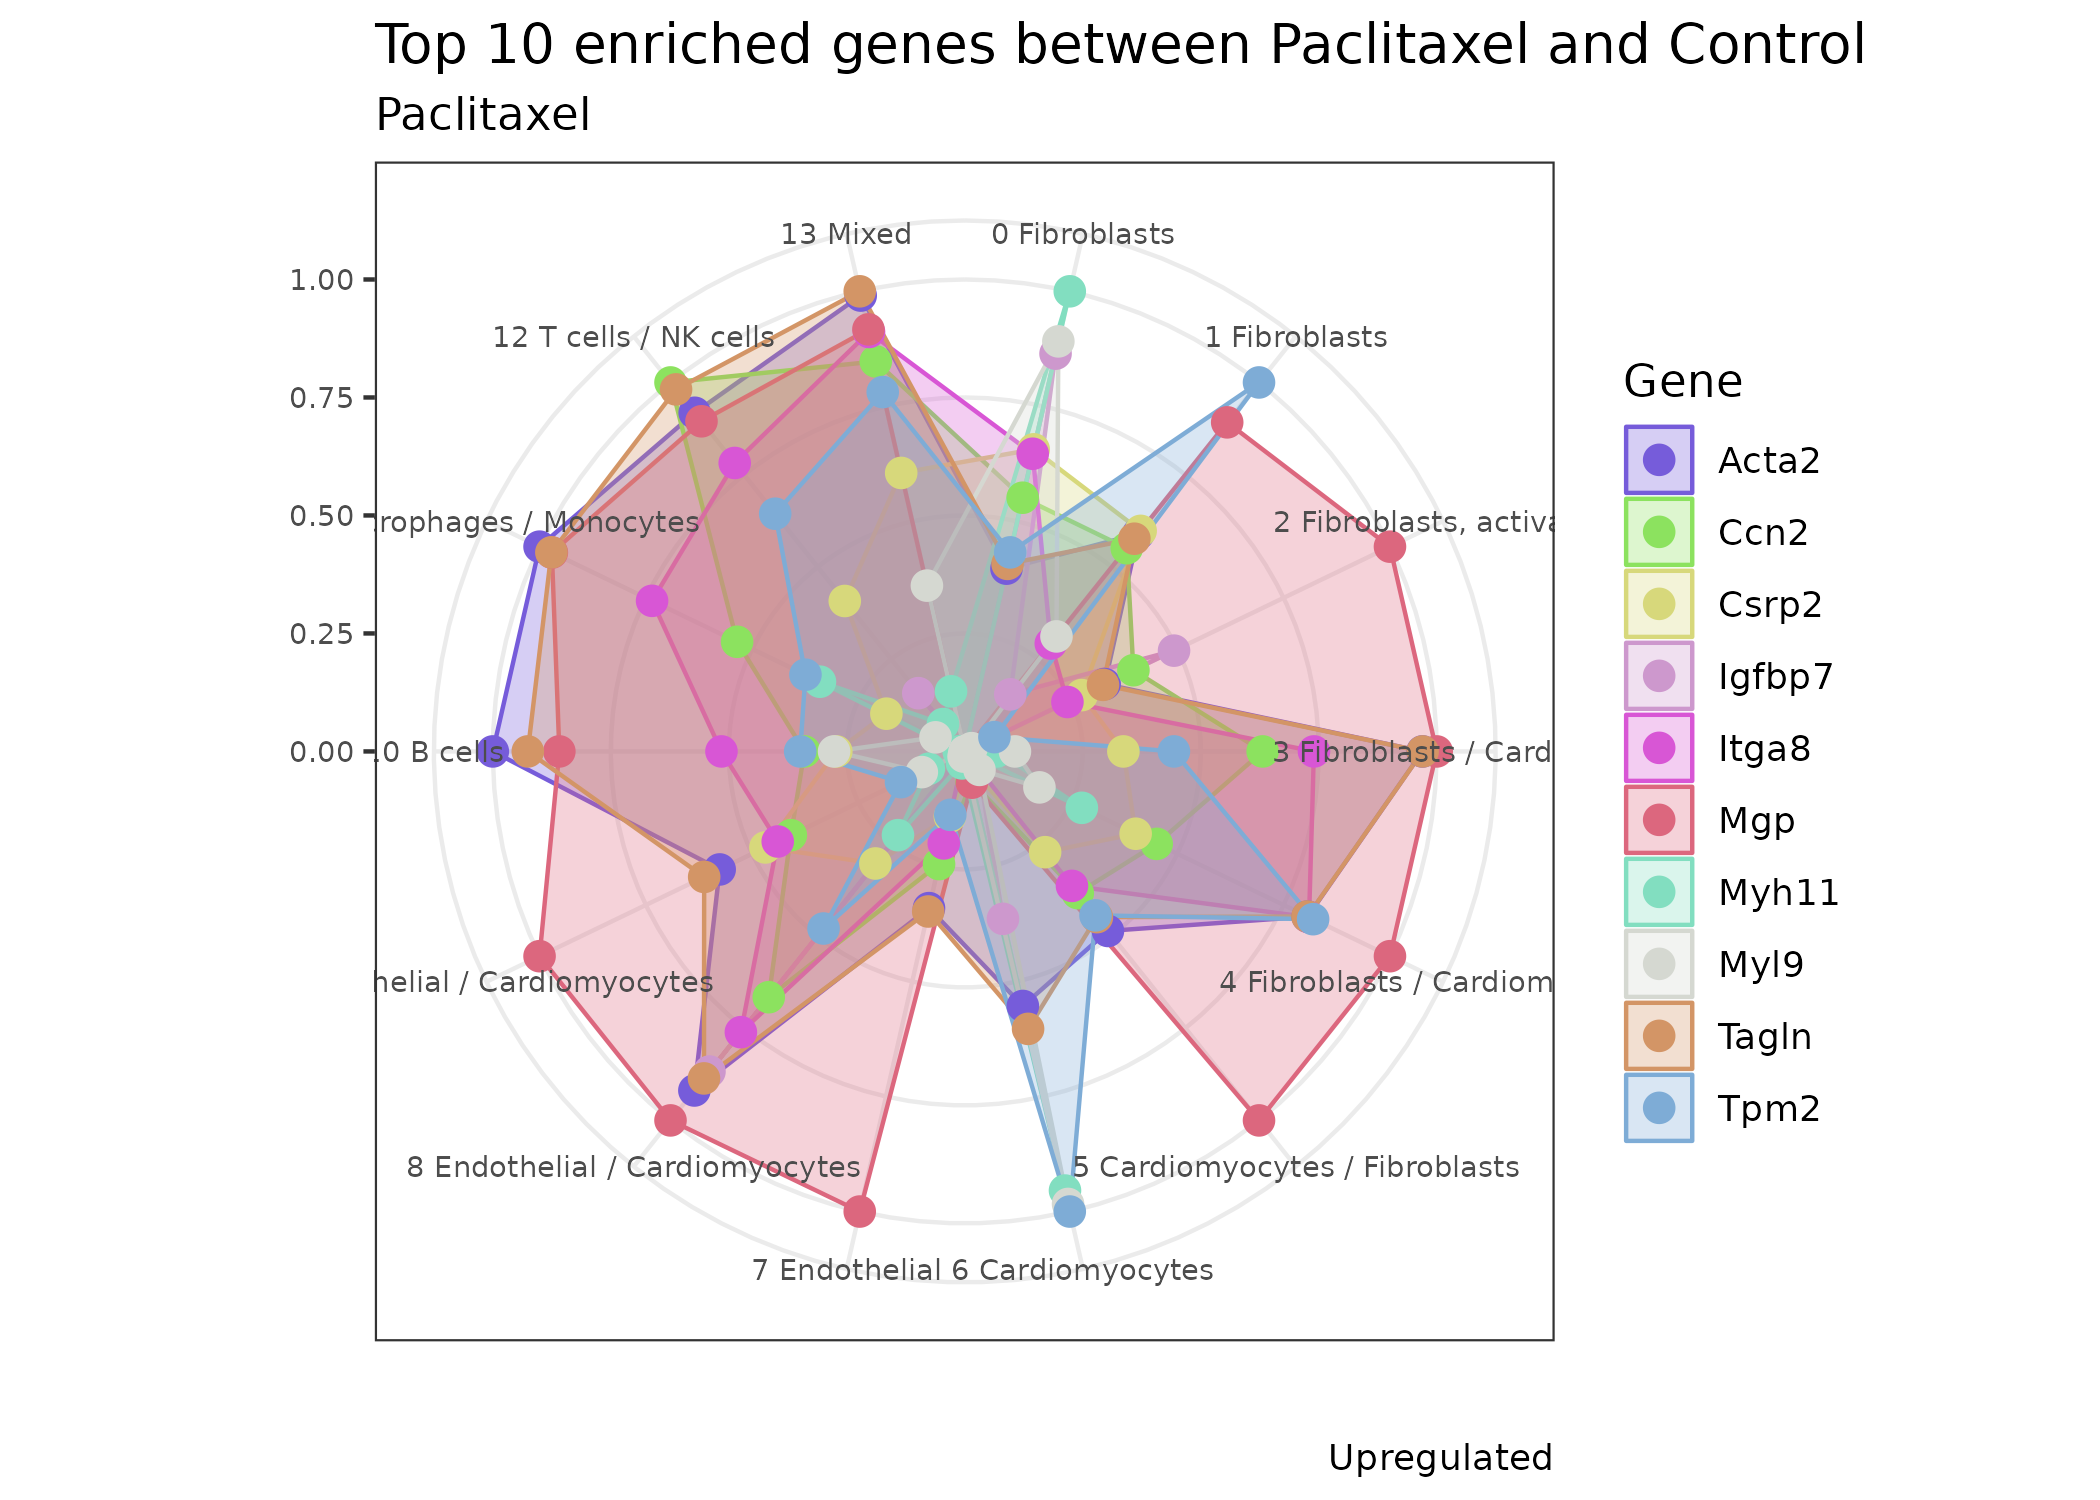 Top 10 enriched genes between Paclitaxel and Control
Paclitaxel
13 Mixed
0 Fibroblasts
1.00
12 T cells / NK cells
1 Fibroblasts
0.75
Gene
Acta2
0.50
rophages / Monocytes
2 Fibroblasts, activa
Ccn2
Csrp2
0.25
Igfbp7
0.00
0 B cells
3 Fibroblasts / Card
Itga8
Mgp
Myh11
helial / Cardiomyocytes
4 Fibroblasts / Cardiom
Myl9
Tagln
Tpm2
8 Endothelial / Cardiomyocytes
5 Cardiomyocytes / Fibroblasts
7 Endothelial
6 Cardiomyocytes
Upregulated